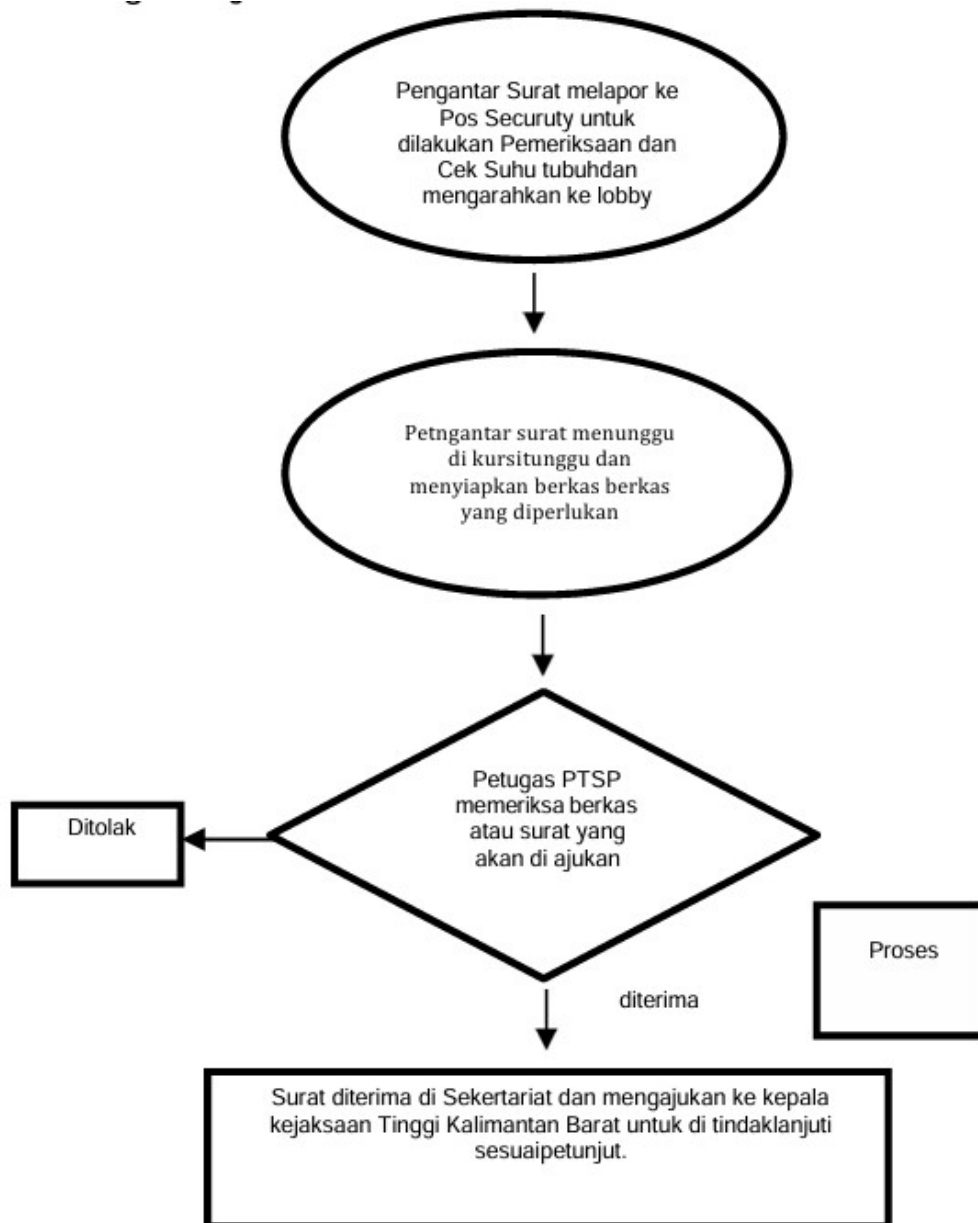 Pengantar Surat melapor ke
Pos Securuty untuk
dilakukan Pemeriksaan dan
Cek Suhu tubuhdan
mengarahkan ke lobby
Petngantar surat menunggu
di kursitunggu dan
menyiapkan berkas berkas
yang diperlukan
Petugas PTSP
memeriksa berkas
atau surat yang
akan di ajukan
Ditolak
Proses
diterima
Surat diterima di Sekertariat dan mengajukan ke kepala
kejaksaan Tinggi Kalimantan Barat untuk di tindaklanjuti
sesuaipetunjut.